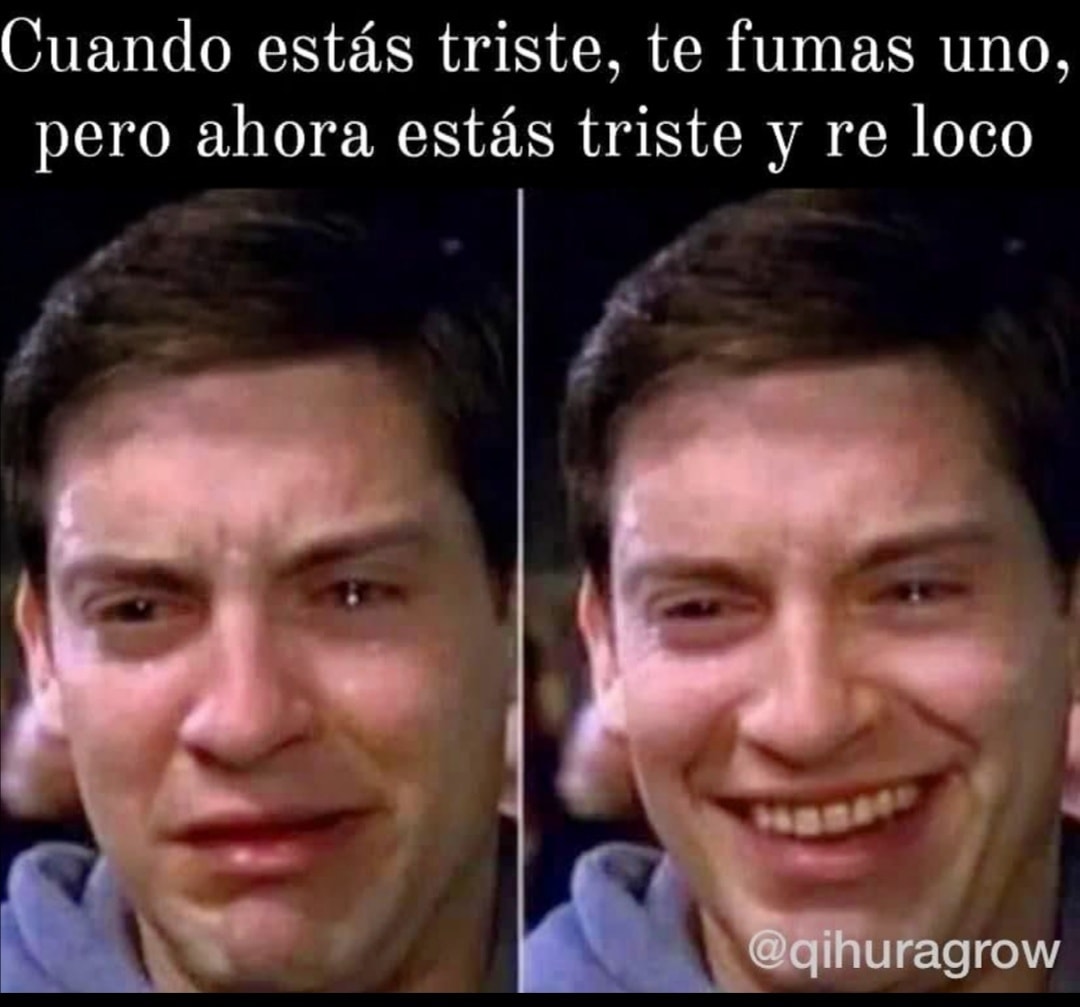 Cuando estás triste, te fumas uno,
pero ahora estás triste y re loco
@qihuragrow